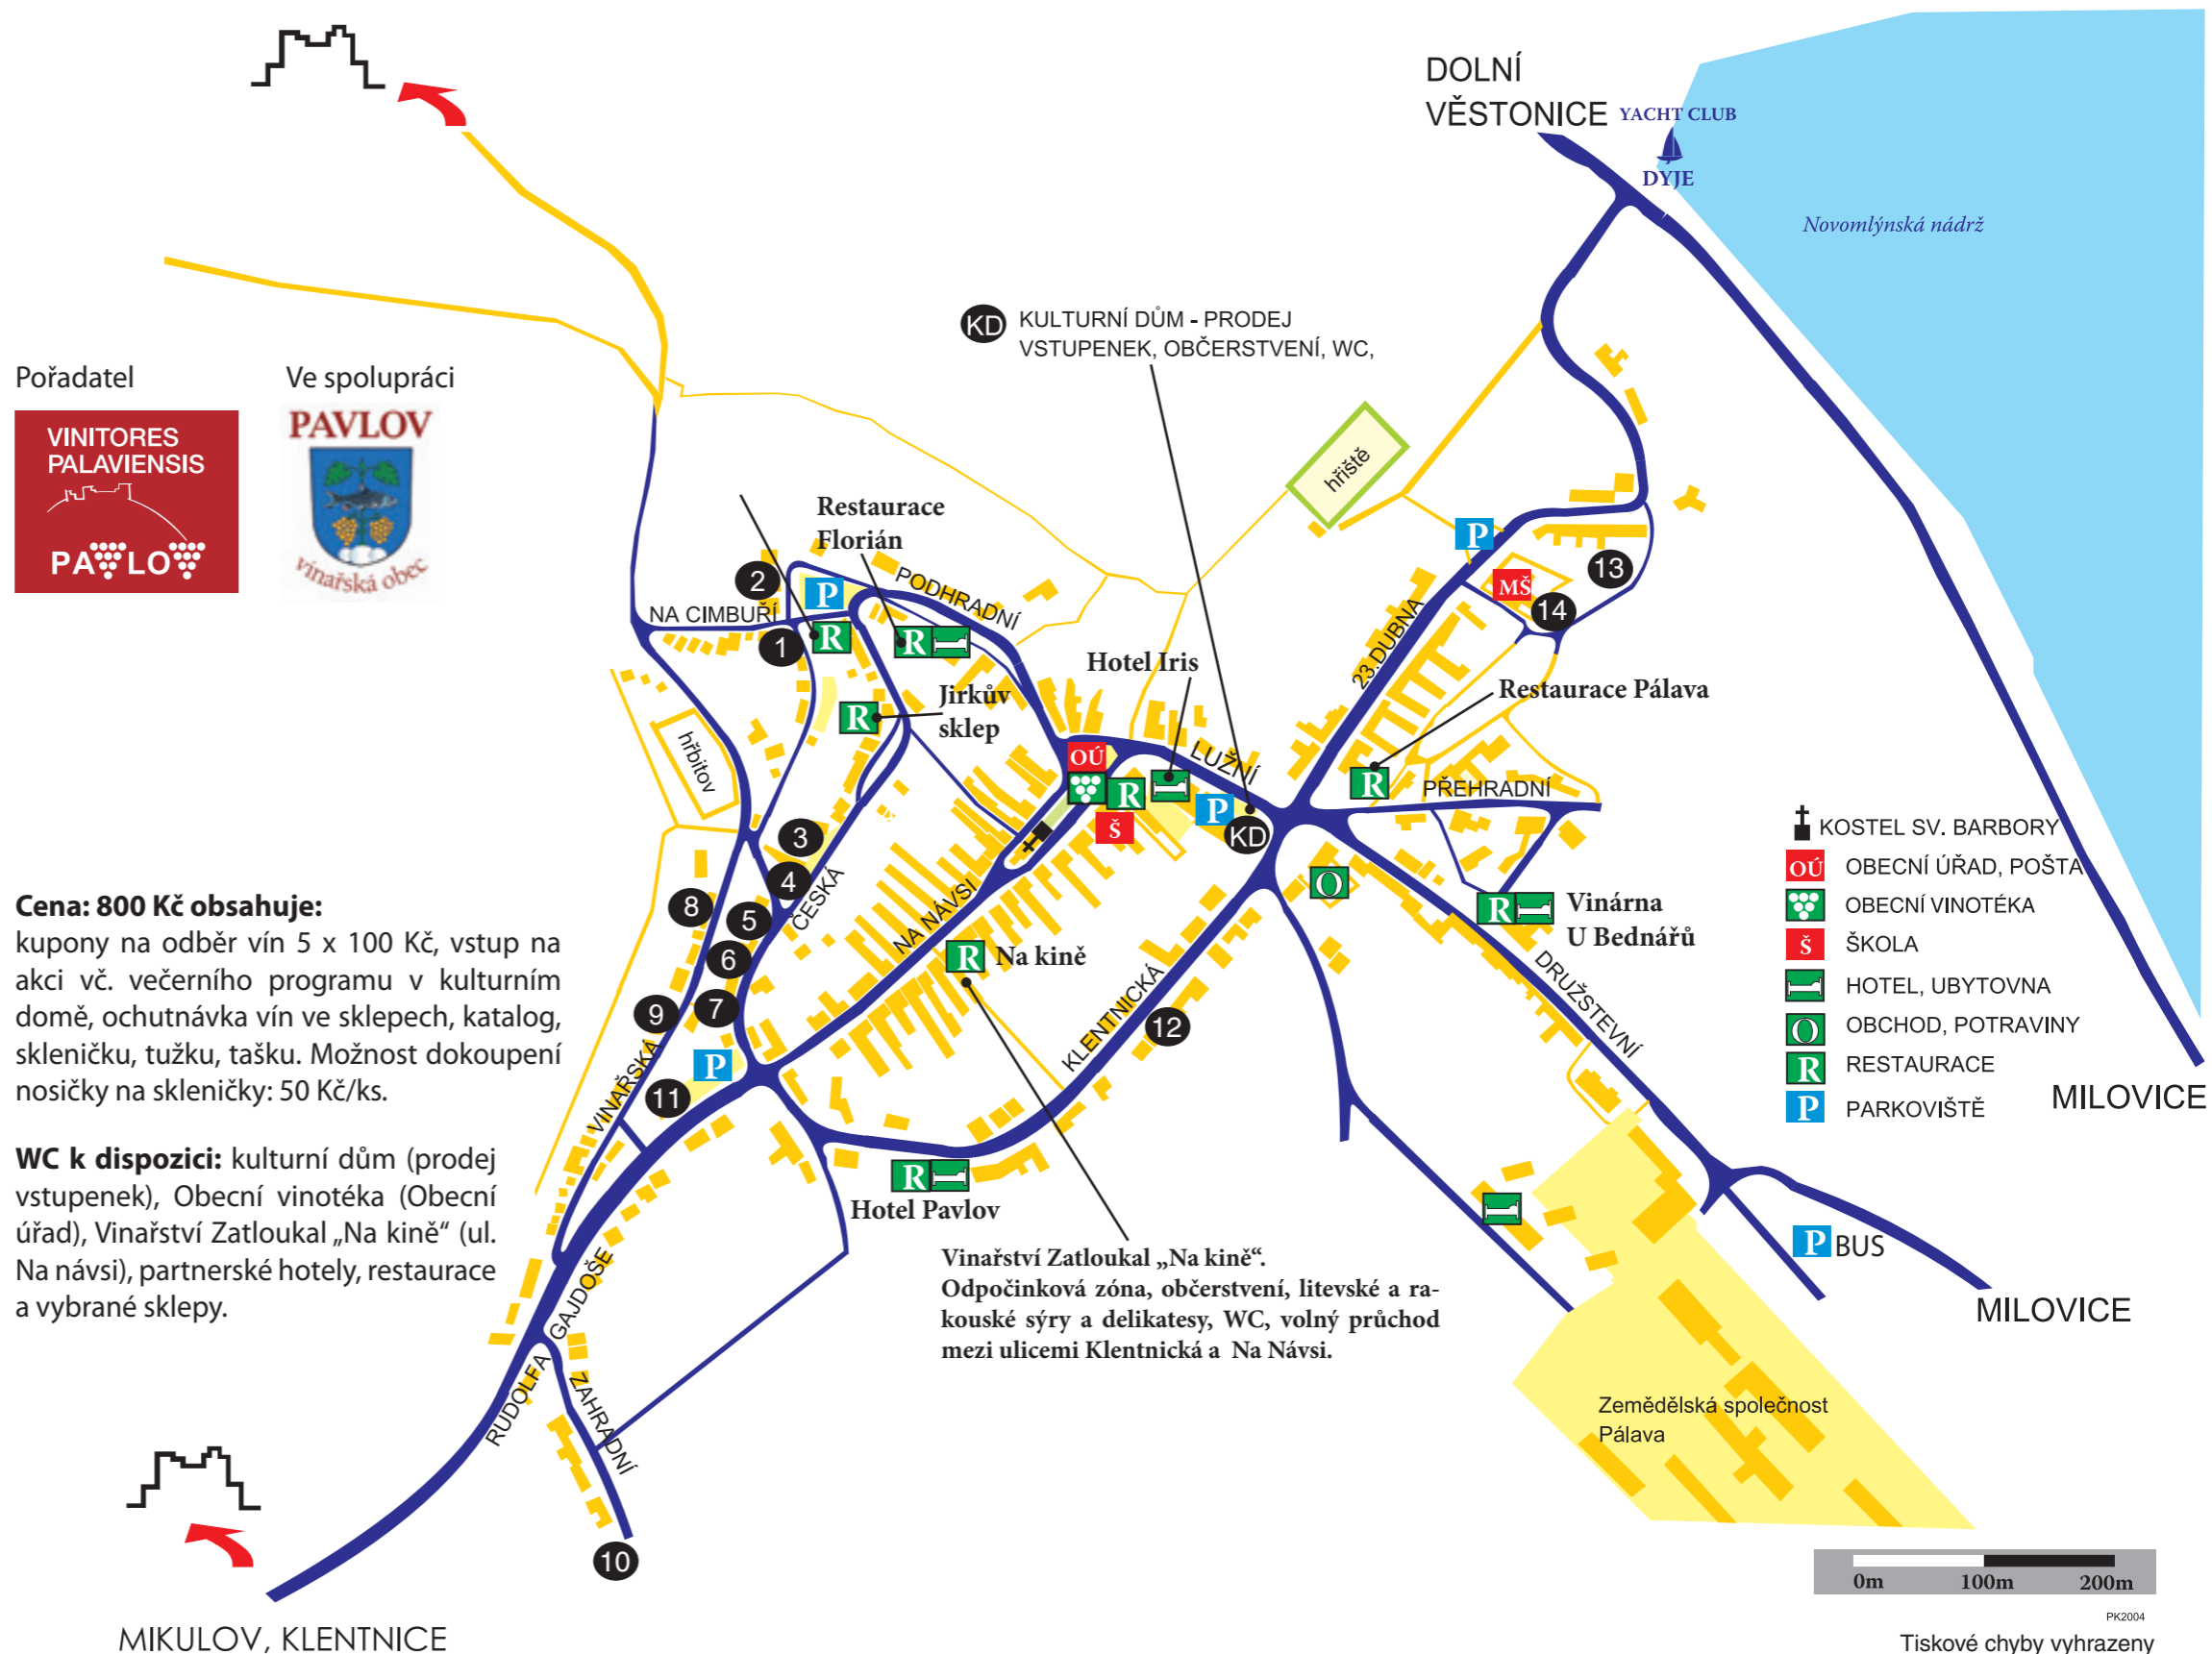 DOLNÍ
VĚSTONICE
YACHT CLUB
DYJE
Novomlýnská nádrž
KD
KULTURNÍ DŮM - PRODEJ
VSTUPENEK, OBČERSTVENÍ, WC,
Pořadatel
Ve spolupráci
VINITORES
PALAVIENSIS
PAVLOV
PAVLOV
vinařská obec
hřiště
Restaurace
Florián
PODHRADNÍ
P
2
P
NA CIMBUŘÍ
1
R
R
13
MŠ
14
23.DUBNA
Hotel Iris
Restaurace Pálava
Jirkův
sklep
R
hřbitov
OÚ
LUŽNÍ
R
P
Š
KD
R
PŘEHRADNÍ
3
4
ČESKÁ
5
8
6
7
9
NA NÁVSI
R
Na kině
O
R
Vinárna
U Bednářů
DRUŽSTEVNÍ
KLENTNICKÁ
12
VINAŘSKÁ
P
11
KOSTEL SV. BARBORY
OÚ
OBECNÍ ÚŘAD, POŠTA
OBECNÍ VINOTÉKA
Š
ŠKOLA
HOTEL, UBYTOVNA
O
OBCHOD, POTRAVINY
R
RESTAURACE
P
PARKOVIŠTĚ
MILOVICE
Cena: 800 Kč obsahuje:
kupony na odběr vín 5 x 100 Kč, vstup na
akci vč. večerního programu v kulturním
domě, ochutnávka vín ve sklepech, katalog,
skleničku, tužku, tašku. Možnost dokoupení
nosičky na skleničky: 50 Kč/ks.
WC k dispozici: kulturní dům (prodej
vstupenek), Obecní vinotéka (Obecní
úřad), Vinařství Zatloukal „Na kině“ (ul.
Na návsi), partnerské hotely, restaurace
a vybrané sklepy.
R
Hotel Pavlov
Vinařství Zatloukal „Na kině“.
Odpočinková zóna, občerstvení, litevské a ra-
kouské sýry a delikatesy, WC, volný průchod
mezi ulicemi Klentnická a Na Návsi.
P BUS
MILOVICE
RUDOLFA GAJDOŠE
ZAHRADNÍ
10
Zemědělská společnost
Pálava
MIKULOV, KLENTNICE
0m 100m 200m
PK2004
Tiskové chyby vyhrazeny